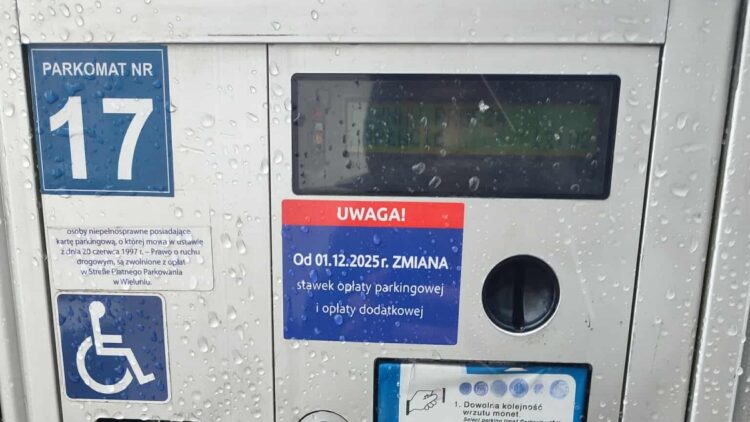 PARKOMAT NR
17
osoby niepełnosprawne posiadające
kartę parkingową, o której mowa w ustawie
z dnia 20 czerwca 1997 r. – Prawo o ruchu
drogowym, są zwolnione z opłat
w Strefie Płatnego Parkowania
w Wieluniu.
UWAGA!
Od 01.12.2025 r. ZMIANA
stawek opłaty parkingowej
i opłaty dodatkowej
1. Dowolna kolejność
wrzutu monet.